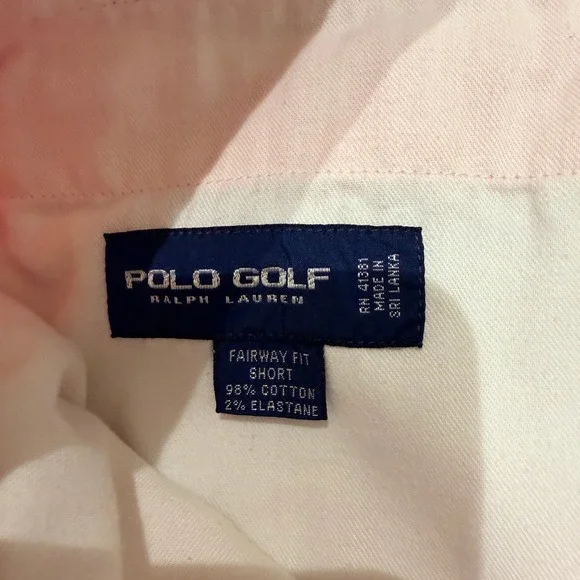 POLO GOLF
RALPH LAUREN
RN 41381
MADE IN
SRI LANKA
FAIRWAY FIT
SHORT
98% COTTON
2% ELASTANE